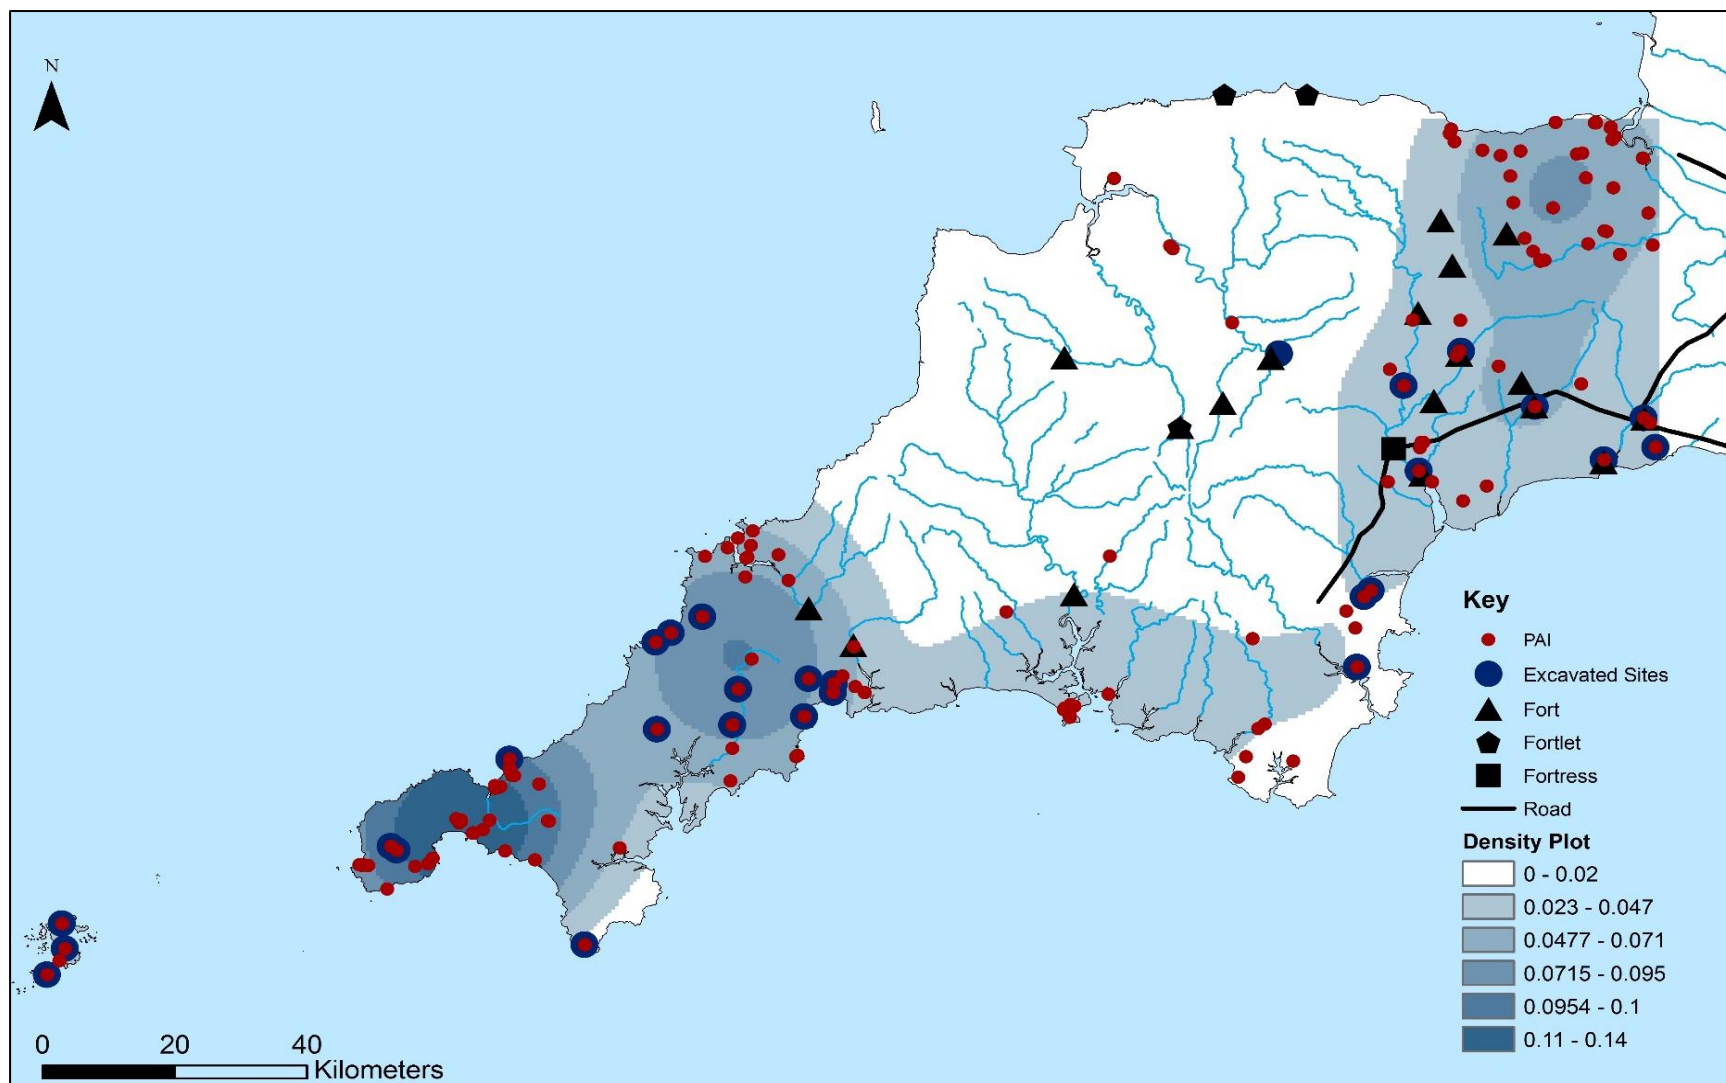 N
Key
PAI
Excavated Sites
Fort
Fortlet
Fortress
Road
Density Plot
0 - 0.02
0.023 - 0.047
0.0477 - 0.071
0.0715 - 0.095
0.0954 - 0.1
0.11 - 0.14
0 20 40
Kilometers